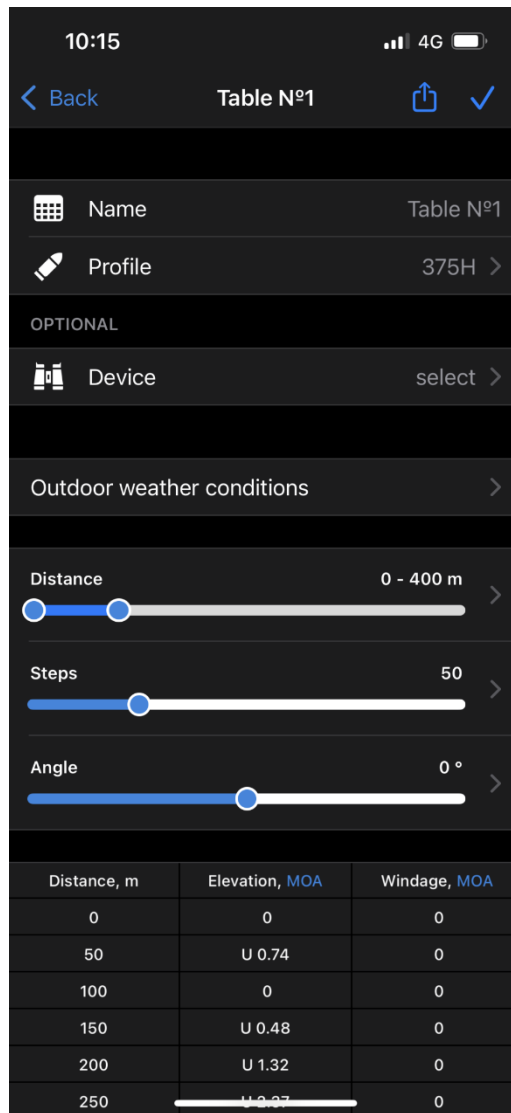 10:15 4G
Back Table Nº1
Name Table Nº1
Profile 375H
OPTIONAL
Device select
Outdoor weather conditions
Distance 0 - 400 m
Steps 50
Angle 0 °
Distance, m Elevation, MOA Windage, MOA
0 0 0
50 U 0.74 0
100 0 0
150 U 0.48 0
200 U 1.32 0
250 U 2.37 0